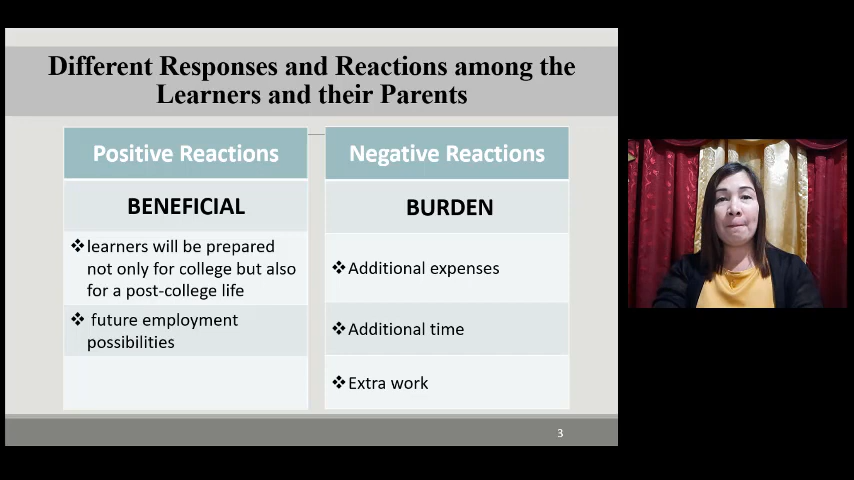 Different Responses and Reactions among the
Learners and their Parents
Positive Reactions
BENEFICIAL
❖learners will be prepared
not only for college but also
for a post-college life
❖ future employment
possibilities
Negative Reactions
BURDEN
❖Additional expenses
❖Additional time
❖Extra work
3